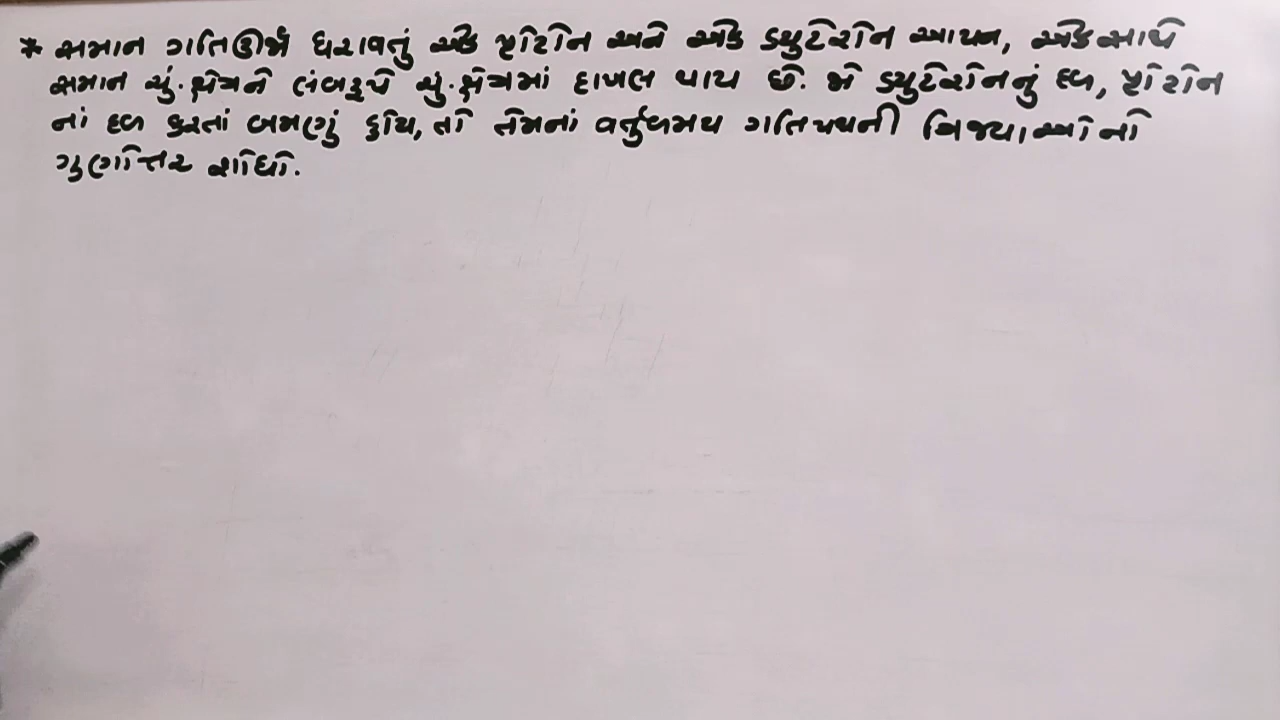 * સમાન ગતિઊર્જા ધરાવતું એક પ્રોટોન અને એક ડ્યુટેરોન આયન, એકસાથે
સમાન ચું.ક્ષેત્રને લંબરૂપે ચું.ક્ષેત્રમાં દાખલ થાય છે. જો ડ્યુટેરોનનું દળ, પ્રોટોન
નાં દળ કરતાં બમણું હોય, તો તેમનાં વર્તુળમય ગતિપથની ત્રિજ્યાઓનો
ગુણોત્તર શોધો.